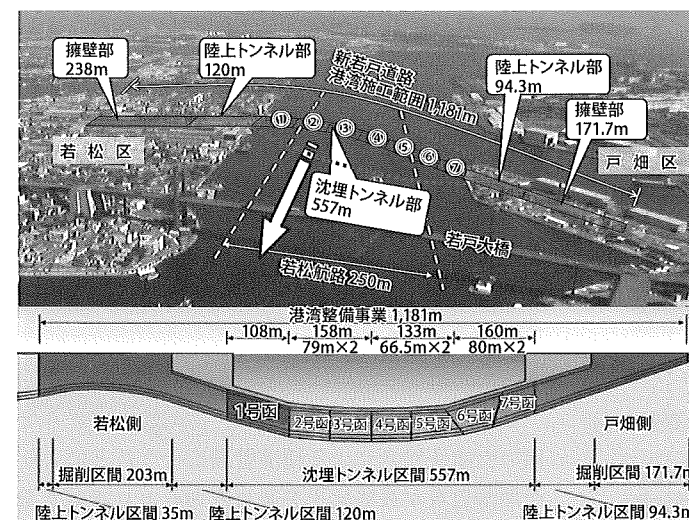 擁壁部
238m
陸上トンネル部
120m
新若戸道路
港湾施工範囲 1,181m
陸上トンネル部
94.3m
擁壁部
171.7m
若松区
①
②
③
④
⑤
⑥
⑦
戸畑区
沈埋トンネル部
557m
若戸大橋
若松航路 250m
港湾整備事業 1,181m
108m
158m
79m×2
133m
66.5m×2
160m
80m×2
1号函
2号函
3号函
4号函
5号函
6号函
7号函
若松側
戸畑側
掘削区間 203m
沈埋トンネル区間 557m
掘削区間 171.7m
陸上トンネル区間 35m
陸上トンネル区間 120m
陸上トンネル区間 94.3m